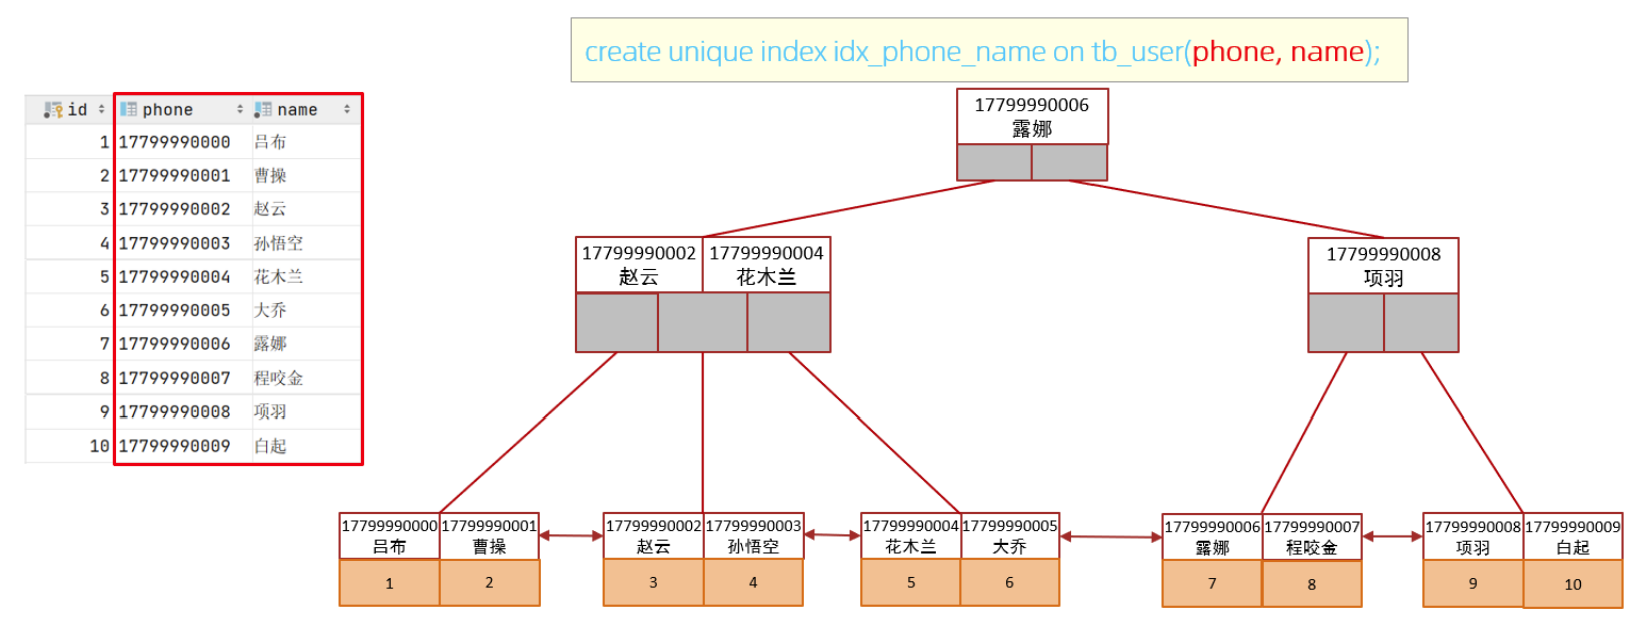 create unique index idx_phone_name on tb_user(phone, name);
id phone name
1 17799990000 吕布
2 17799990001 曹操
3 17799990002 赵云
4 17799990003 孙悟空
5 17799990004 花木兰
6 17799990005 大乔
7 17799990006 露娜
8 17799990007 程咬金
9 17799990008 项羽
10 17799990009 白起
17799990006
露娜
17799990002 17799990004
赵云 花木兰
17799990008
项羽
17799990000 17799990001
吕布 曹操
1 2
17799990002 17799990003
赵云 孙悟空
3 4
17799990004 17799990005
花木兰 大乔
5 6
17799990006 17799990007
露娜 程咬金
7 8
17799990008 17799990009
项羽 白起
9 10